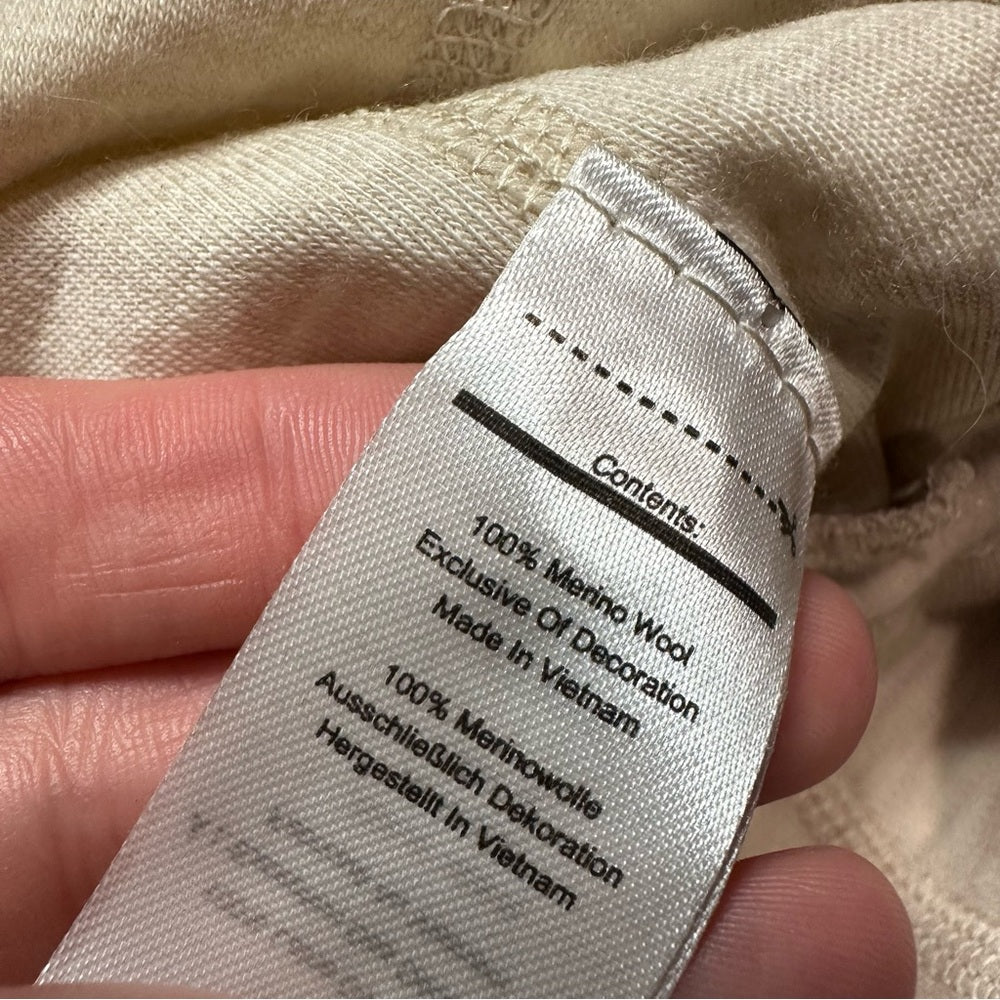 Contents:
100% Merino Wool
Exclusive Of Decoration
Made In Vietnam
100% Merinowolle
Ausschließlich Dekoration
Hergestellt In Vietnam